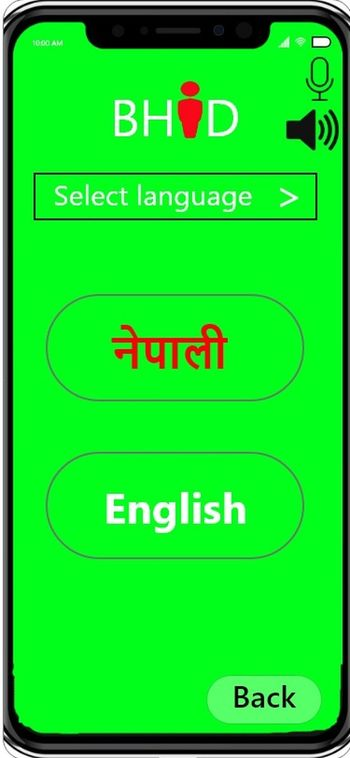 10:00 AM
BHID
Select language >
नेपाली
English
Back